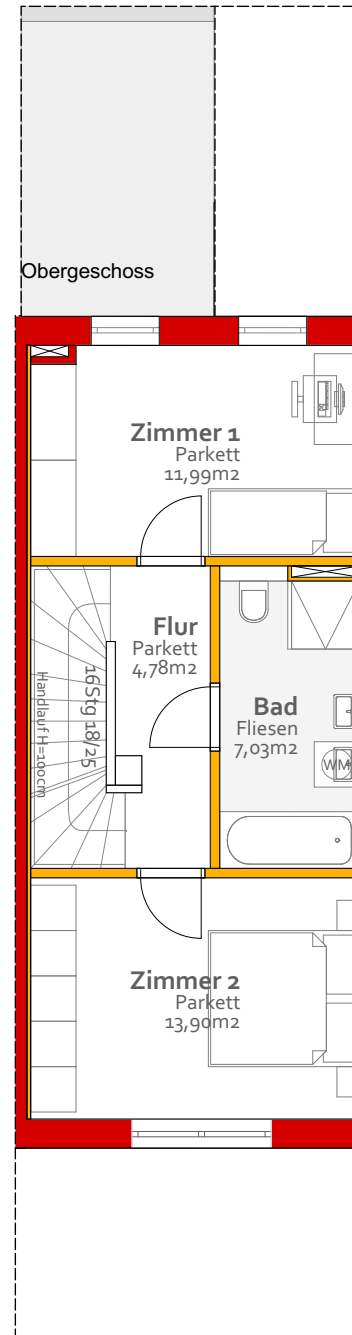 Obergeschoss
Zimmer 1
Parkett
11,99m2
Flur
Parkett
4,78m2
16Stg 18/25
Handlauf H=100cm
Bad
Fliesen
7,03m2
WM
Zimmer 2
Parkett
13,90m2